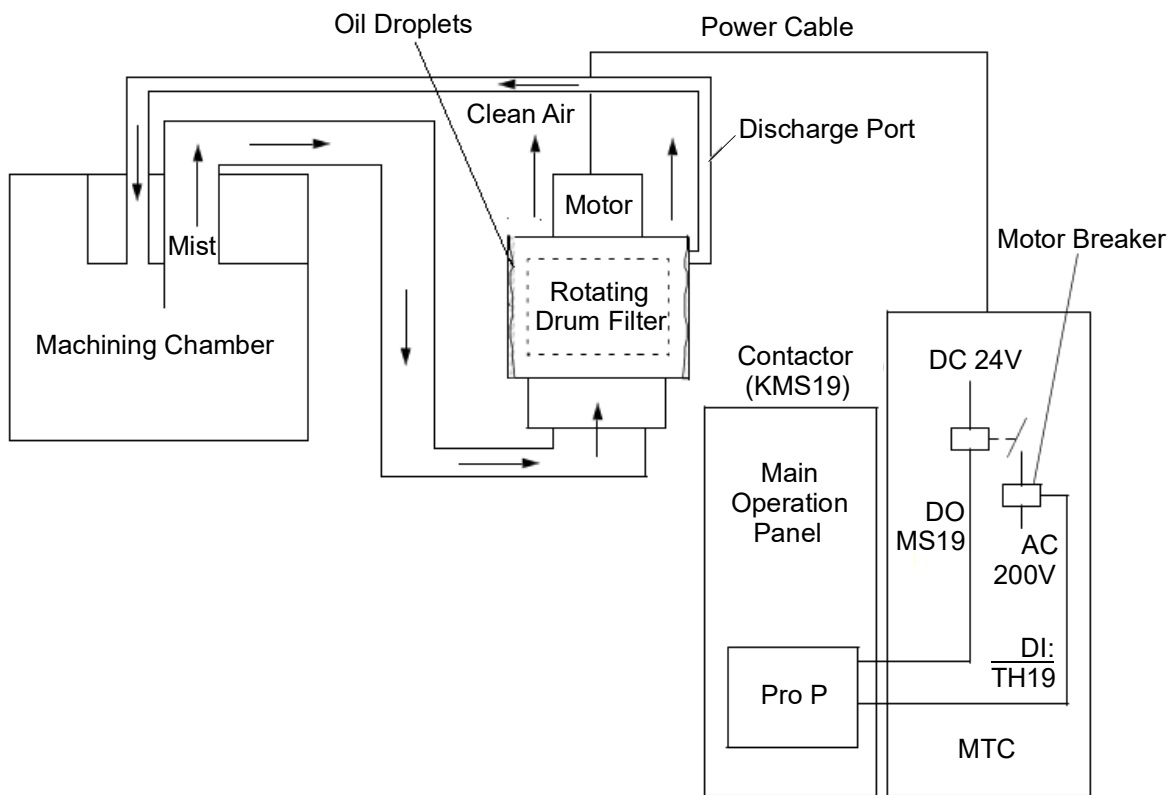 Oil Droplets
Power Cable
Clean Air
Discharge Port
Motor
Motor Breaker
Mist
Rotating
Drum Filter
Machining Chamber
Contactor
(KMS19)
DC 24V
Main
Operation
Panel
DO
MS19
AC
200V
DI:
TH19
Pro P
MTC